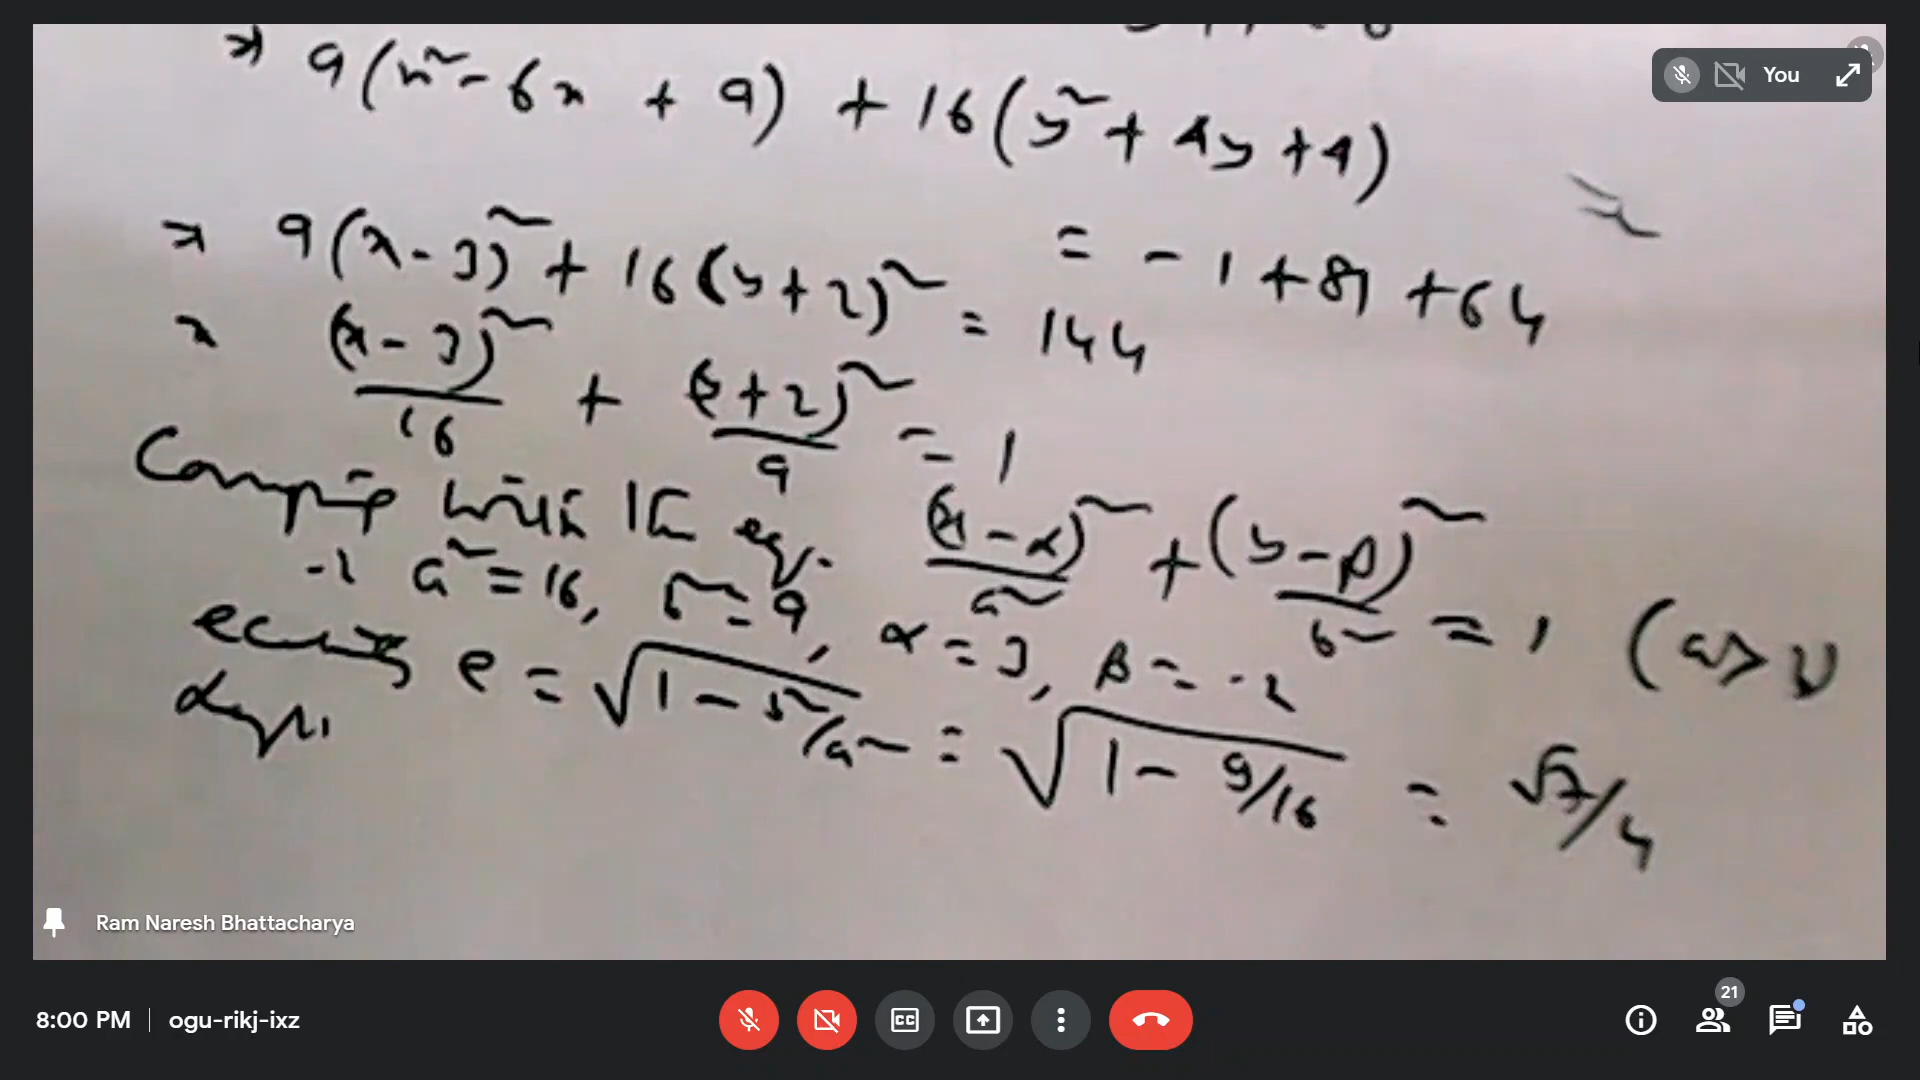 ⇒ 9(x² - 6x + 9) + 16(y² + 4y + 4)
= -1 + 81 + 64
⇒ 9(x-3)² + 16(y+2)² = 144
⇒ (x-3)²/16 + (y+2)²/9 = 1
with the eq. (x-α)²/a² + (y-β)²/b² = 1 (a>b)
a² = 16, b² = 9, α = 3, β = -2
e = √(1 - b²/a²) = √(1 - 9/16) = √7/4
You
Ram Naresh Bhattacharya
8:00 PM | ogu-rikj-ixz
CC
21